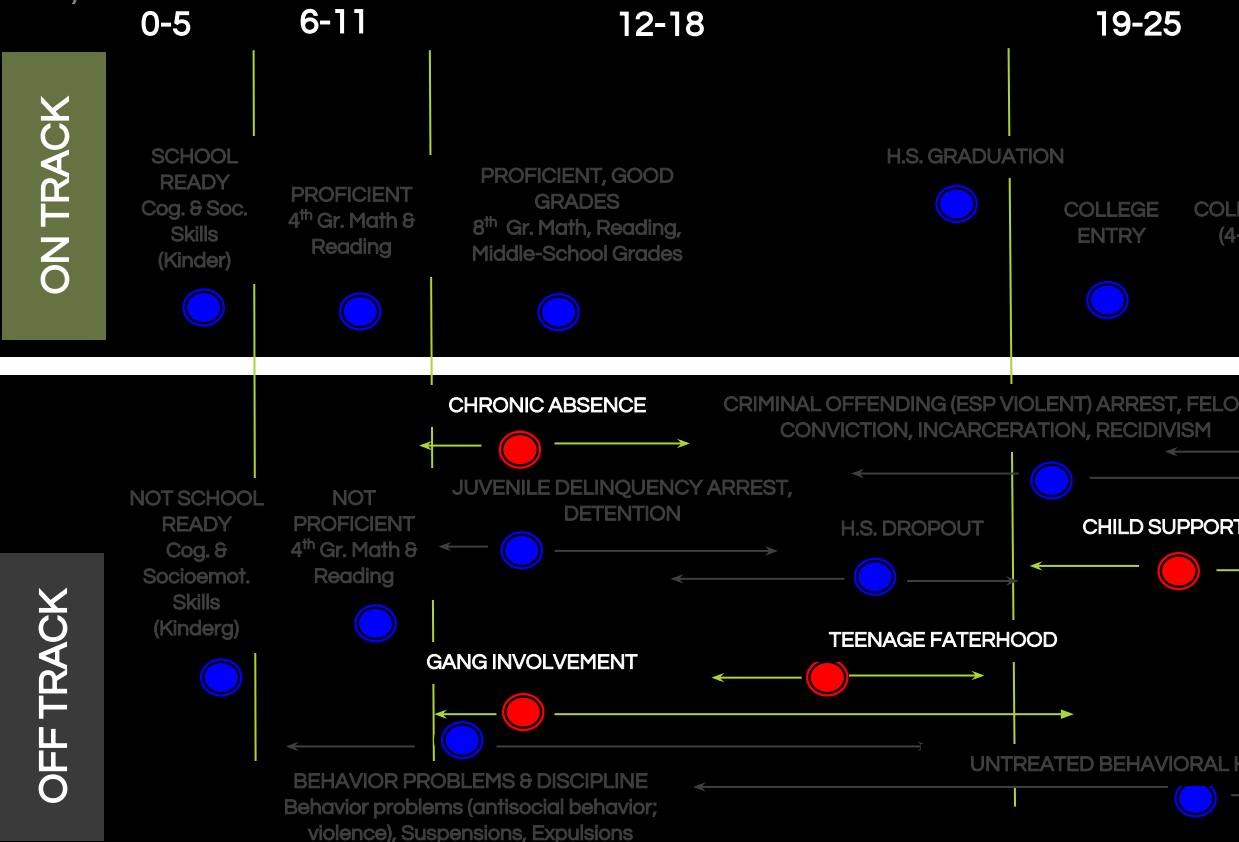 0-5
6-11
12-18
19-25
ON TRACK
SCHOOL
READY
Cog. & Soc.
Skills
(Kinder)
PROFICIENT
4th Gr. Math &
Reading
PROFICIENT, GOOD
GRADES
8th Gr. Math, Reading,
Middle-School Grades
H.S. GRADUATION
COLLEGE
ENTRY
OFF TRACK
NOT SCHOOL
READY
Cog. &
Socioemot.
Skills
(Kinderg)
NOT
PROFICIENT
4th Gr. Math &
Reading
CHRONIC ABSENCE
JUVENILE DELINQUENCY ARREST,
DETENTION
CRIMINAL OFFENDING (ESP VIOLENT) ARREST,
CONVICTION, INCARCERATION, RECIDIVISM
H.S. DROPOUT
CHILD SUPPORT
TEENAGE FATERHOOD
GANG INVOLVEMENT
BEHAVIOR PROBLEMS & DISCIPLINE
Behavior problems (antisocial behavior;
violence), Suspensions, Expulsions
UNTREATED BEHAVIORAL